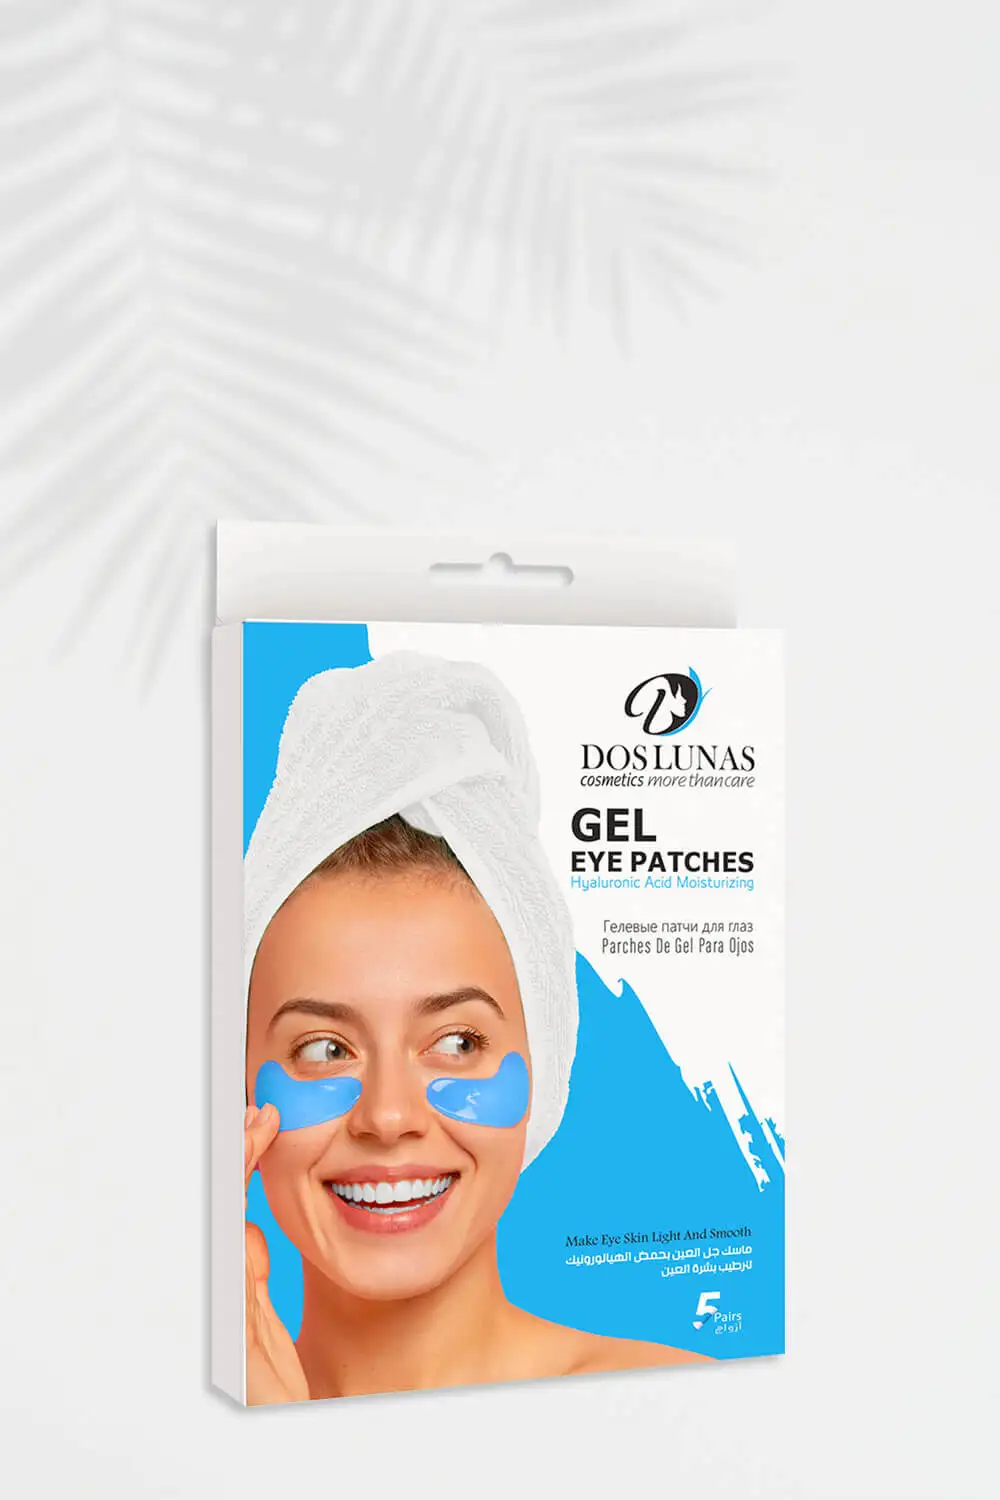 DOS LUNAS
cosmetics more than care
GEL
EYE PATCHES
Hyaluronic Acid Moisturizing
Гелевые патчи для глаз
Parches De Gel Para Ojos
Make Eye Skin Light And Smooth
ماسك جل العين بحمض الهيالورونيك
لترطيب بشرة العين
5 Pairs
أزواج